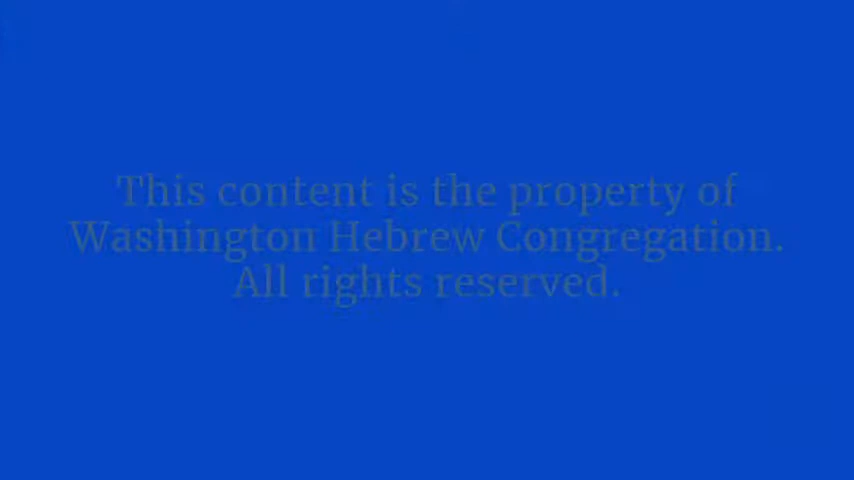 This content is the property of
Washington Hebrew Congregation.
All rights reserved.